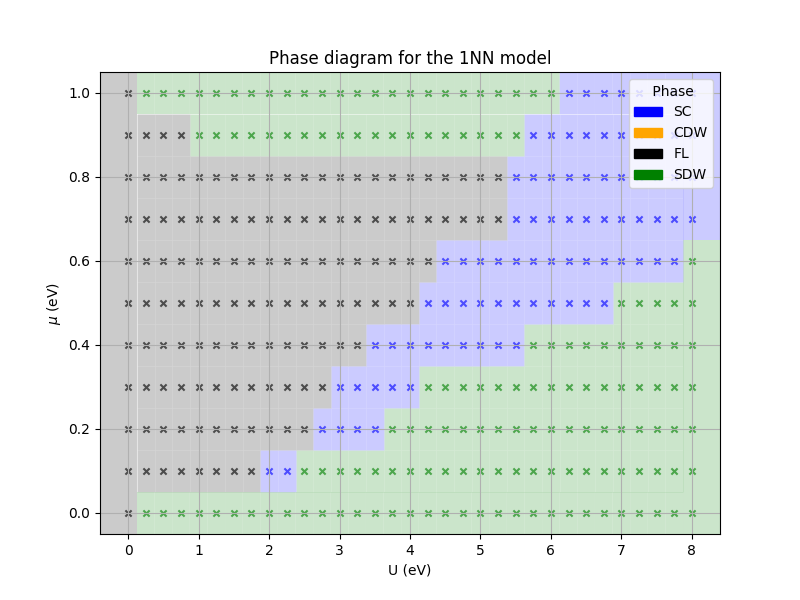 Phase diagram for the 1NN model
μ (eV)
1.0
0.8
0.6
0.4
0.2
0.0
Phase
SC
CDW
FL
SDW
0 1 2 3 4 5 6 7 8
U (eV)